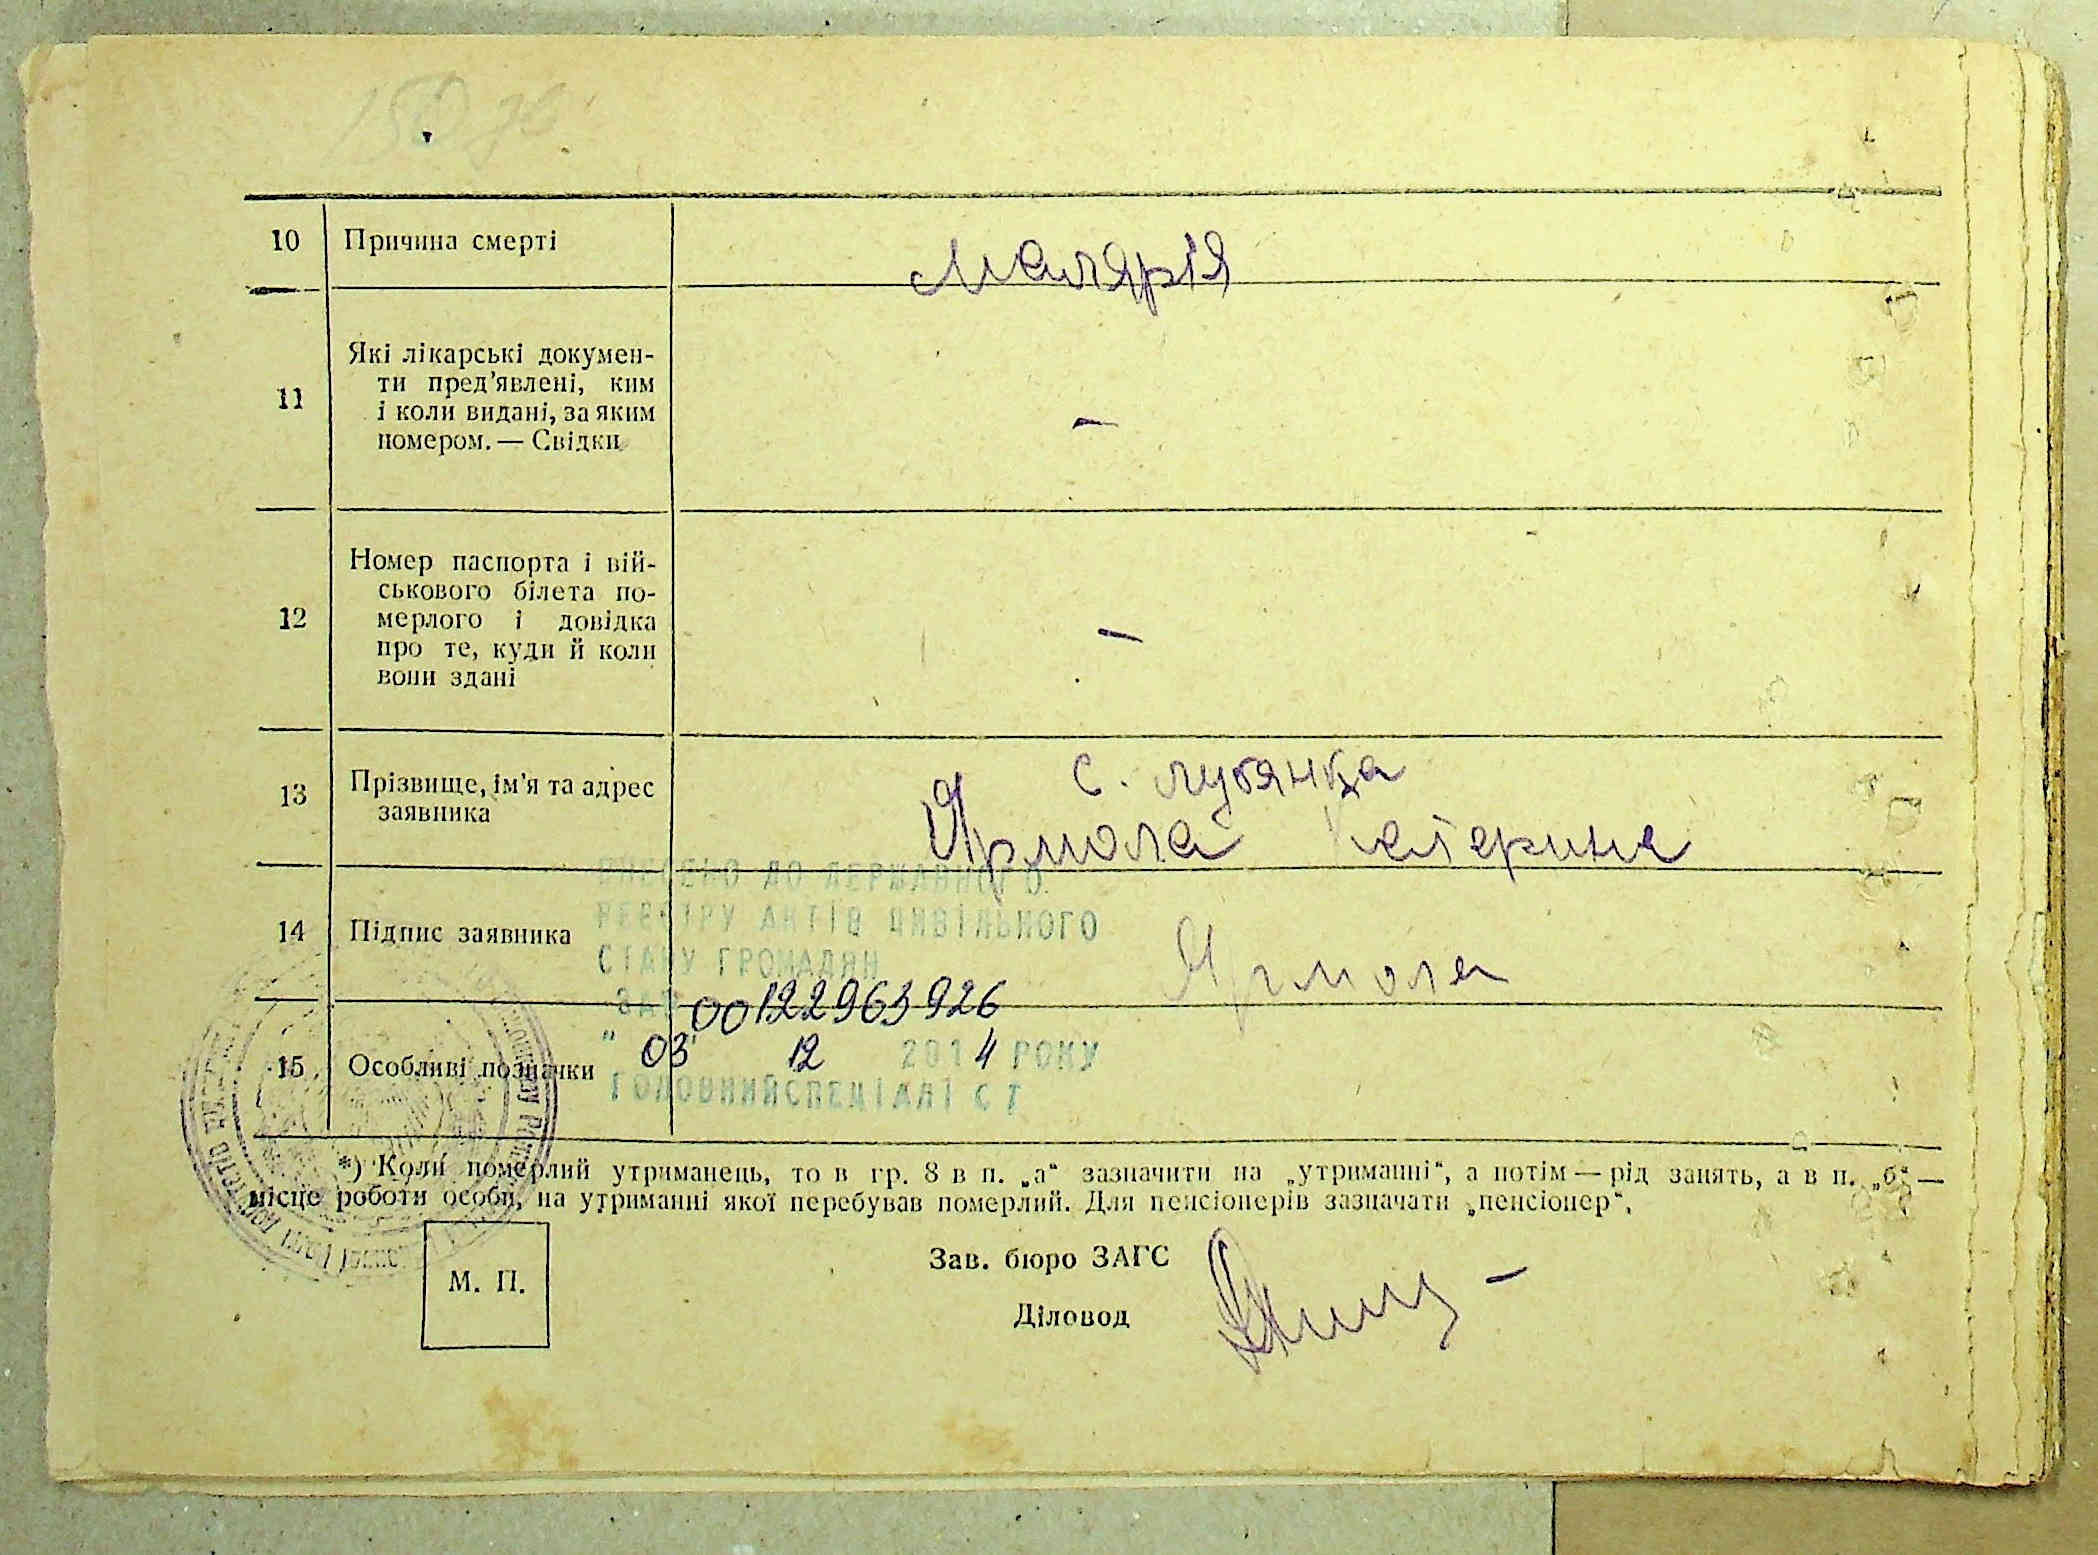 150 зв
10 Причина смерті
Малярія
11 Які лікарські докумен-
ти пред'явлені, ким
і коли видані, за яким
номером. — Свідки
—
12 Номер паспорта і вій-
ськового білета по-
мерлого і довідка
про те, куди й коли
вони здані
—
13 Прізвище, ім'я та адрес
заявника
с. Лубянка
Ярмола Катерина
14 Підпис заявника
Ярмола
ВНЕСЕНО ДО ДЕРЖАВНОГО
РЕЄСТРУ АКТІВ ЦИВІЛЬНОГО
СТАНУ ГРОМАДЯН
ЗА № 00122963926
" 03 12 2014 РОКУ
ГОЛОВНИЙ СПЕЦІАЛІСТ
15 Особливі позначки
*) Коли померлий утриманець, то в гр. 8 в п. „а“ зазначити на „утриманні“, а потім — рід занять, а в п. „б“ —
місце роботи особи, на утриманні якої перебував померлий. Для пенсіонерів зазначати „пенсіонер“.
М. П.
Зав. бюро ЗАГС
Діловод